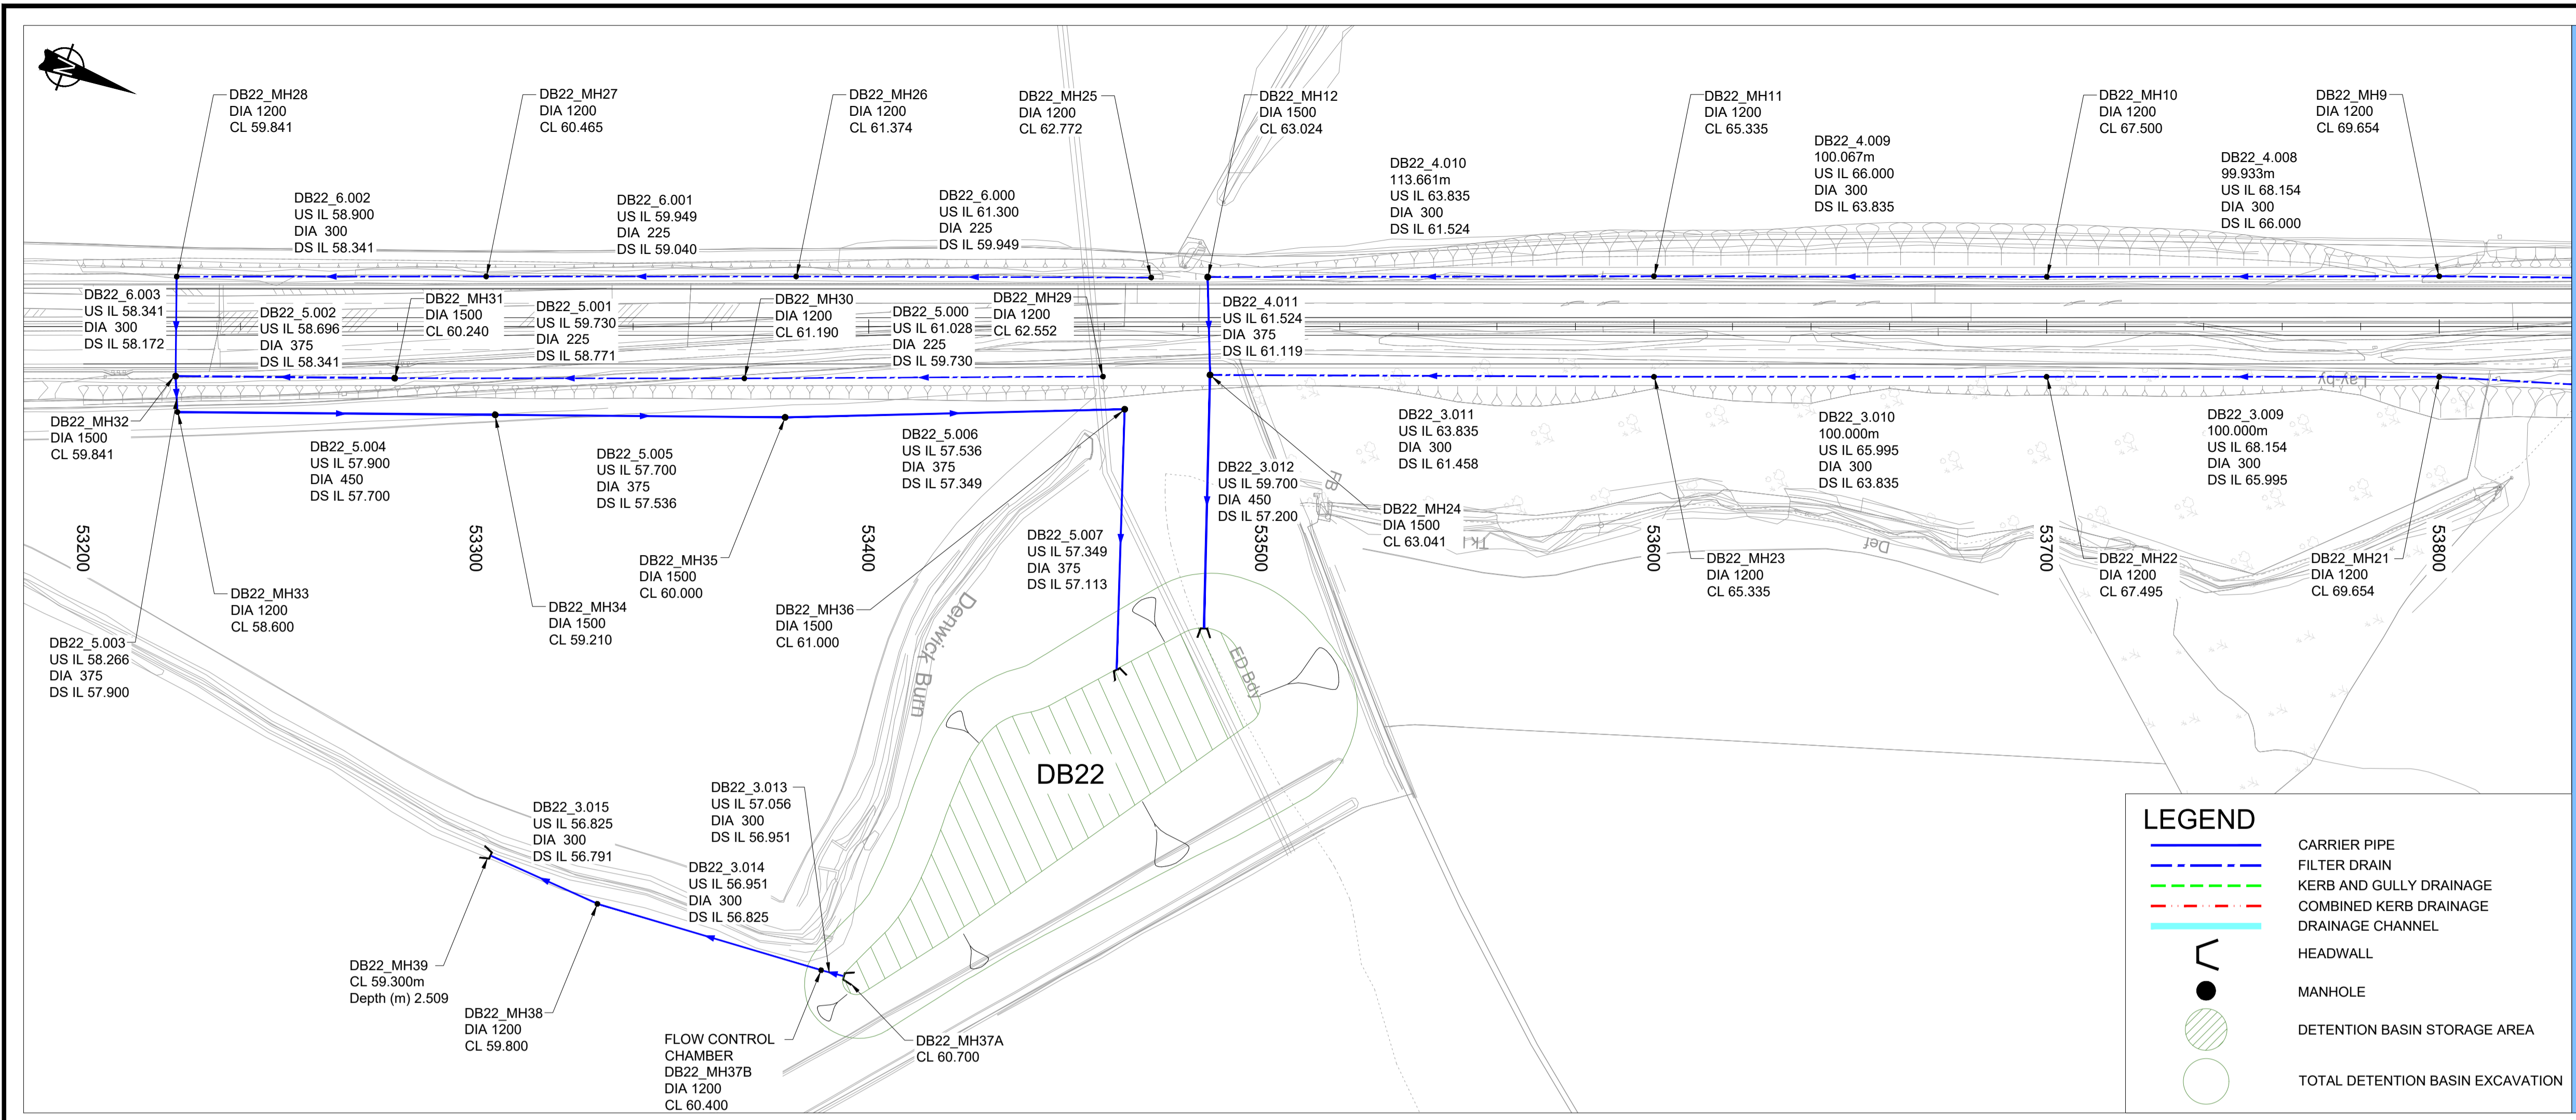 N
DB22_MH28
DIA 1200
CL 59.841
DB22_MH27
DIA 1200
CL 60.465
DB22_MH26
DIA 1200
CL 61.374
DB22_MH25
DIA 1200
CL 62.772
DB22_MH12
DIA 1500
CL 63.024
DB22_MH11
DIA 1200
CL 65.335
DB22_MH10
DIA 1200
CL 67.500
DB22_MH9
DIA 1200
CL 69.654
DB22_6.002
US IL 58.900
DIA 300
DS IL 58.341
DB22_6.001
US IL 59.949
DIA 225
DS IL 59.040
DB22_6.000
US IL 61.300
DIA 225
DS IL 59.949
DB22_4.010
113.661m
US IL 63.835
DIA 300
DS IL 61.524
DB22_4.009
100.067m
US IL 66.000
DIA 300
DS IL 63.835
DB22_4.008
99.933m
US IL 68.154
DIA 300
DS IL 66.000
DB22_6.003
US IL 58.341
DIA 300
DS IL 58.172
DB22_5.002
US IL 58.696
DIA 375
DS IL 58.341
DB22_MH31
DIA 1500
CL 60.240
DB22_5.001
US IL 59.730
DIA 225
DS IL 58.771
DB22_MH30
DIA 1200
CL 61.190
DB22_5.000
US IL 61.028
DIA 225
DS IL 59.730
DB22_MH29
DIA 1200
CL 62.552
DB22_4.011
US IL 61.524
DIA 375
DS IL 61.119
Lay-by
DB22_MH32
DIA 1500
CL 59.841
DB22_5.004
US IL 57.900
DIA 450
DS IL 57.700
DB22_5.005
US IL 57.700
DIA 375
DS IL 57.536
DB22_5.006
US IL 57.536
DIA 375
DS IL 57.349
DB22_3.012
US IL 59.700
DIA 450
DS IL 57.200
DB22_3.011
US IL 63.835
DIA 300
DS IL 61.458
DB22_3.010
100.000m
US IL 65.995
DIA 300
DS IL 63.835
DB22_3.009
100.000m
US IL 68.154
DIA 300
DS IL 65.995
FB
DB22_MH24
DIA 1500
CL 63.041
Tkl
Def
53200
53300
53400
53500
53600
53700
53800
DB22_5.007
US IL 57.349
DIA 375
DS IL 57.113
DB22_MH33
DIA 1200
CL 58.600
DB22_MH34
DIA 1500
CL 59.210
DB22_MH35
DIA 1500
CL 60.000
DB22_MH36
DIA 1500
CL 61.000
DB22_MH23
DIA 1200
CL 65.335
DB22_MH22
DIA 1200
CL 67.495
DB22_MH21
DIA 1200
CL 69.654
DB22_5.003
US IL 58.266
DIA 375
DS IL 57.900
Denwick Burn
ED Bdy
DB22
DB22_3.013
US IL 57.056
DIA 300
DS IL 56.951
DB22_3.015
US IL 56.825
DIA 300
DS IL 56.791
DB22_3.014
US IL 56.951
DIA 300
DS IL 56.825
DB22_MH39
CL 59.300m
Depth (m) 2.509
DB22_MH38
DIA 1200
CL 59.800
FLOW CONTROL
CHAMBER
DB22_MH37B
DIA 1200
CL 60.400
DB22_MH37A
CL 60.700
LEGEND
CARRIER PIPE
FILTER DRAIN
KERB AND GULLY DRAINAGE
COMBINED KERB DRAINAGE
DRAINAGE CHANNEL
HEADWALL
MANHOLE
DETENTION BASIN STORAGE AREA
TOTAL DETENTION BASIN EXCAVATION